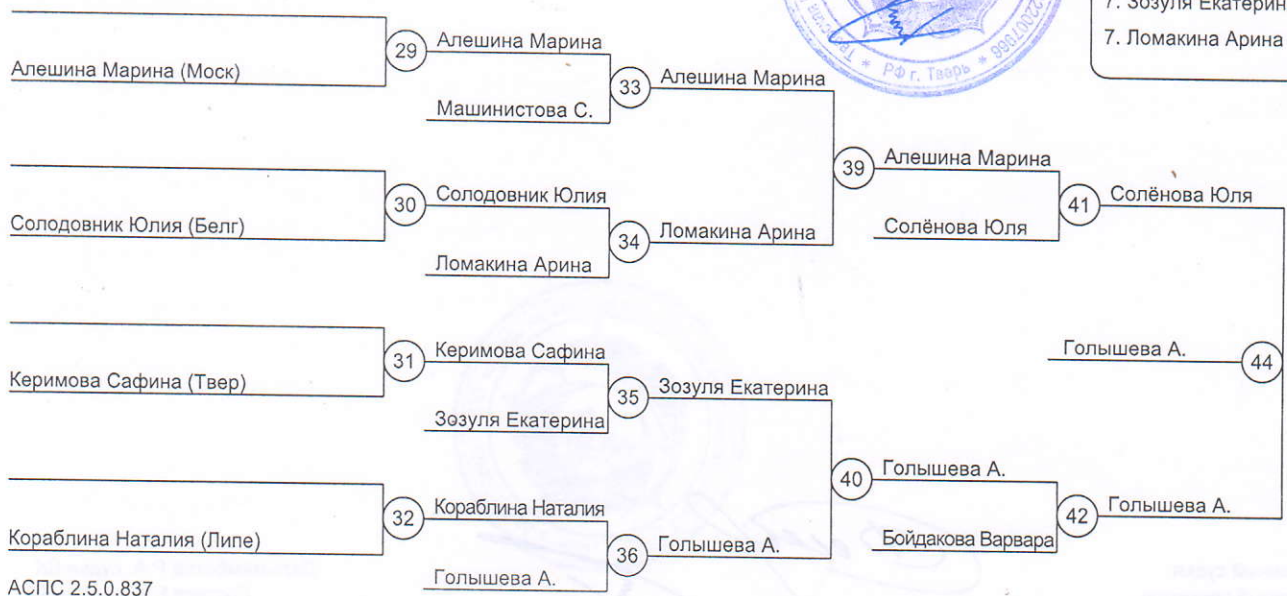 7. Зозуля Екатерин
7. Ломакина Арина
22007966
* РФ г. Тверь *
Алешина Марина (Моск)
29
Алешина Марина
Машинистова С.
33
Алешина Марина
Солодовник Юлия (Белг)
30
Солодовник Юлия
Ломакина Арина
34
Ломакина Арина
39
Алешина Марина
Солёнова Юля
41
Солёнова Юля
Керимова Сафина (Твер)
31
Керимова Сафина
Зозуля Екатерина
35
Зозуля Екатерина
Кораблина Наталия (Липе)
32
Кораблина Наталия
Голышева А.
36
Голышева А.
40
Голышева А.
Бойдакова Варвара
42
Голышева А.
Голышева А.
44
АСПС 2.5.0.837